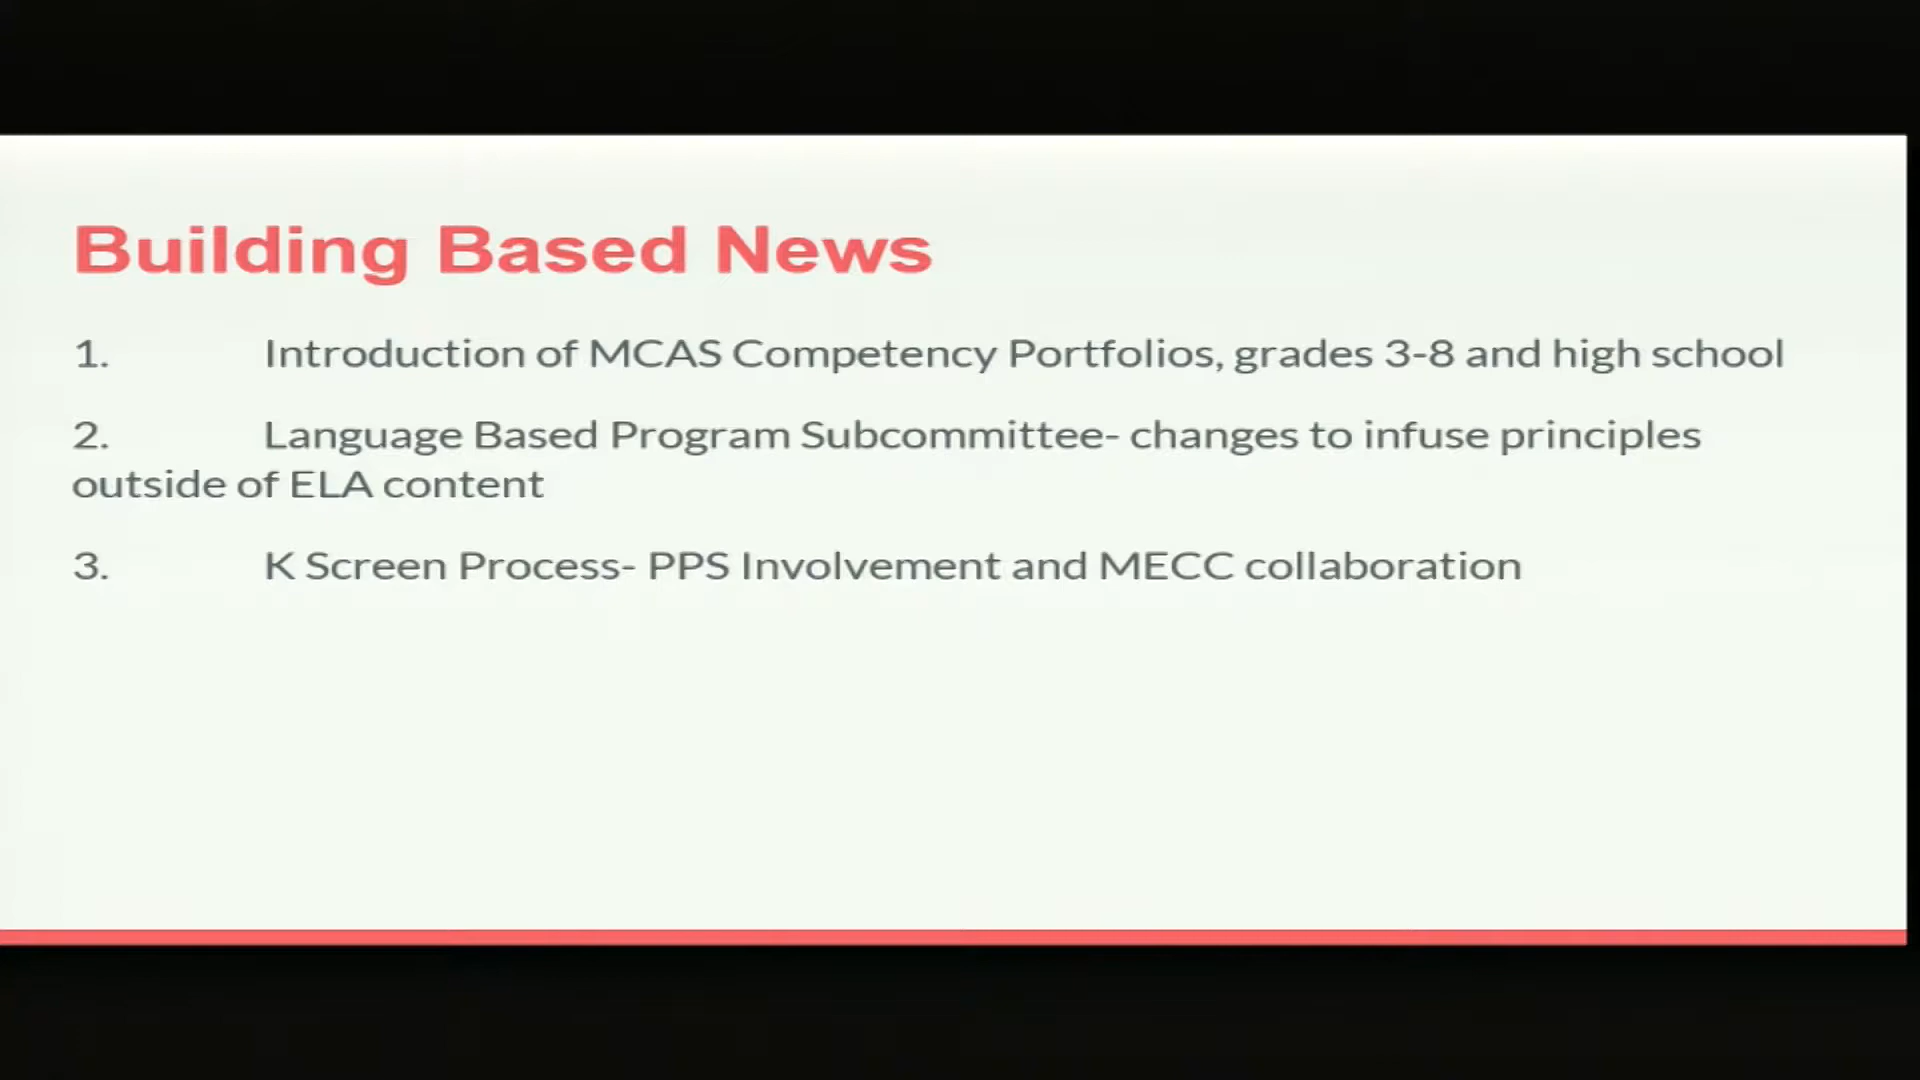 Building Based News
1. Introduction of MCAS Competency Portfolios, grades 3-8 and high school
2. Language Based Program Subcommittee- changes to infuse principles
outside of ELA content
3. K Screen Process- PPS Involvement and MECC collaboration